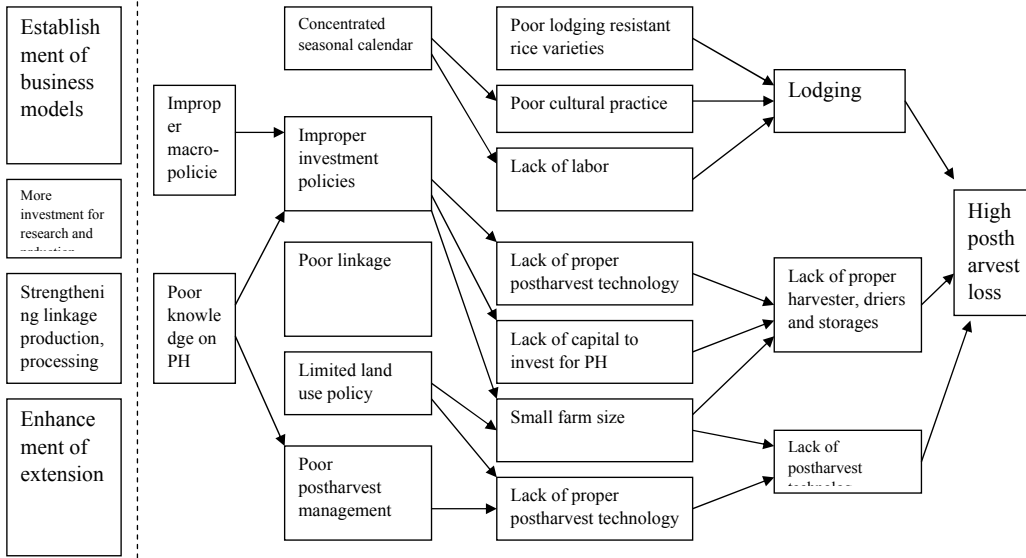 Establish
ment of
business
models
More
investment for
research and
Strengtheni
ng linkage
production,
processing
Enhance
ment of
extension
Improp
er
macro-
policie
Poor
knowle
dge on
PH
Concentrated
seasonal calendar
Improper
investment
policies
Poor linkage
Limited land
use policy
Poor
postharvest
management
Poor lodging resistant
rice varieties
Poor cultural practice
Lack of labor
Lack of proper
postharvest technology
Lack of capital to
invest for PH
Small farm size
Lack of proper
postharvest technology
Lodging
Lack of proper
harvester, driers
and storages
Lack of
postharvest
technolog
High
posth
arvest
loss